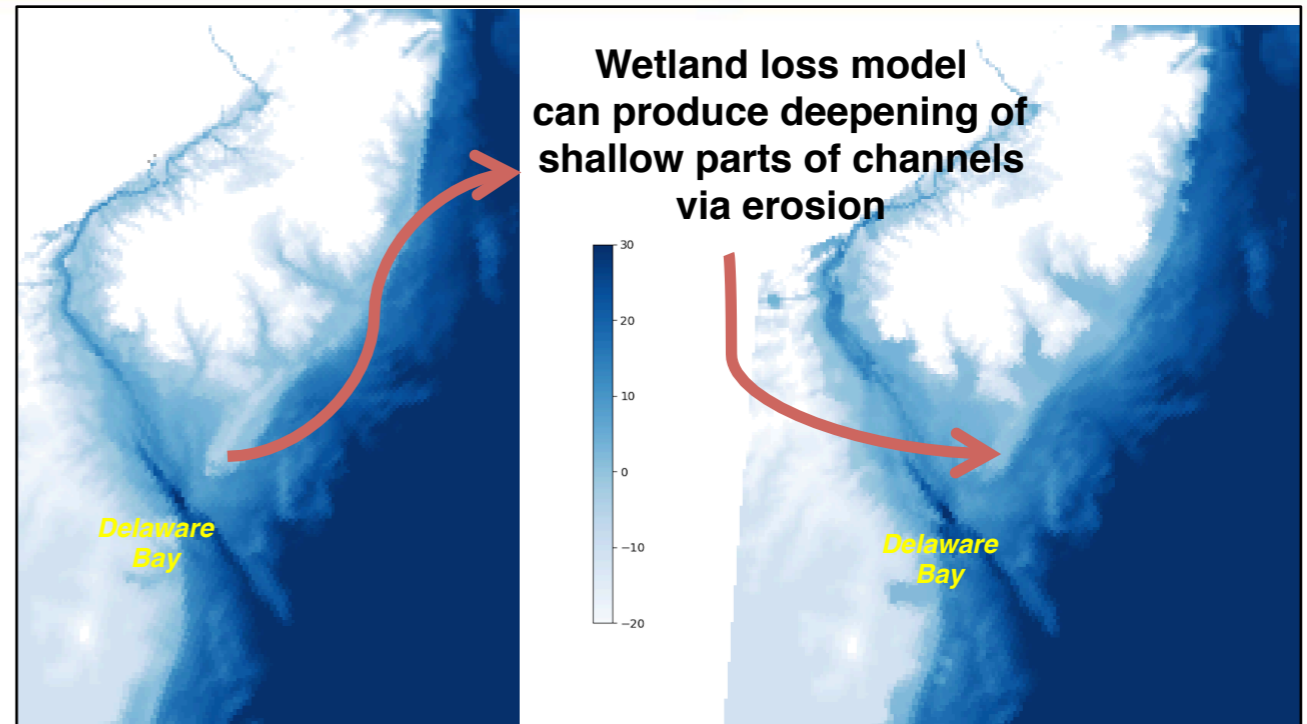 Wetland loss model
can produce deepening of
shallow parts of channels
via erosion
30
20
10
0
−10
−20
Delaware
Bay
Delaware
Bay